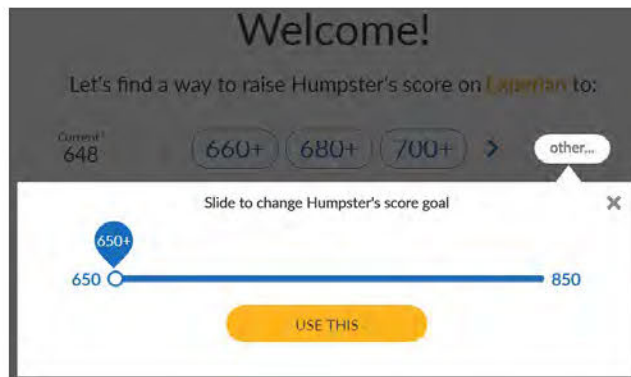 Welcome!
Let's find a way to raise Humpster's score on Experian to:
Current
648 660+ 680+ 700+ > other...
Slide to change Humpster's score goal ×
650+
650 850
USE THIS